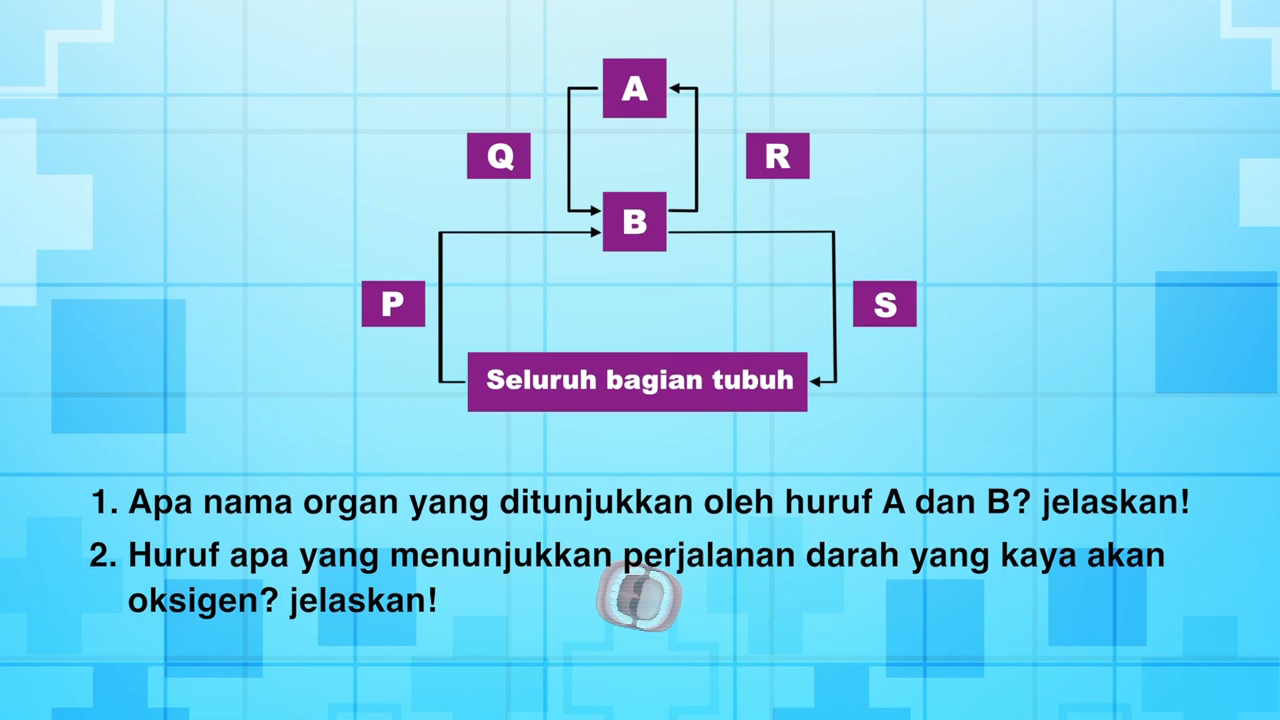 A
Q
R
B
P
S
Seluruh bagian tubuh
1. Apa nama organ yang ditunjukkan oleh huruf A dan B? jelaskan!
2. Huruf apa yang menunjukkan perjalanan darah yang kaya akan
oksigen? jelaskan!